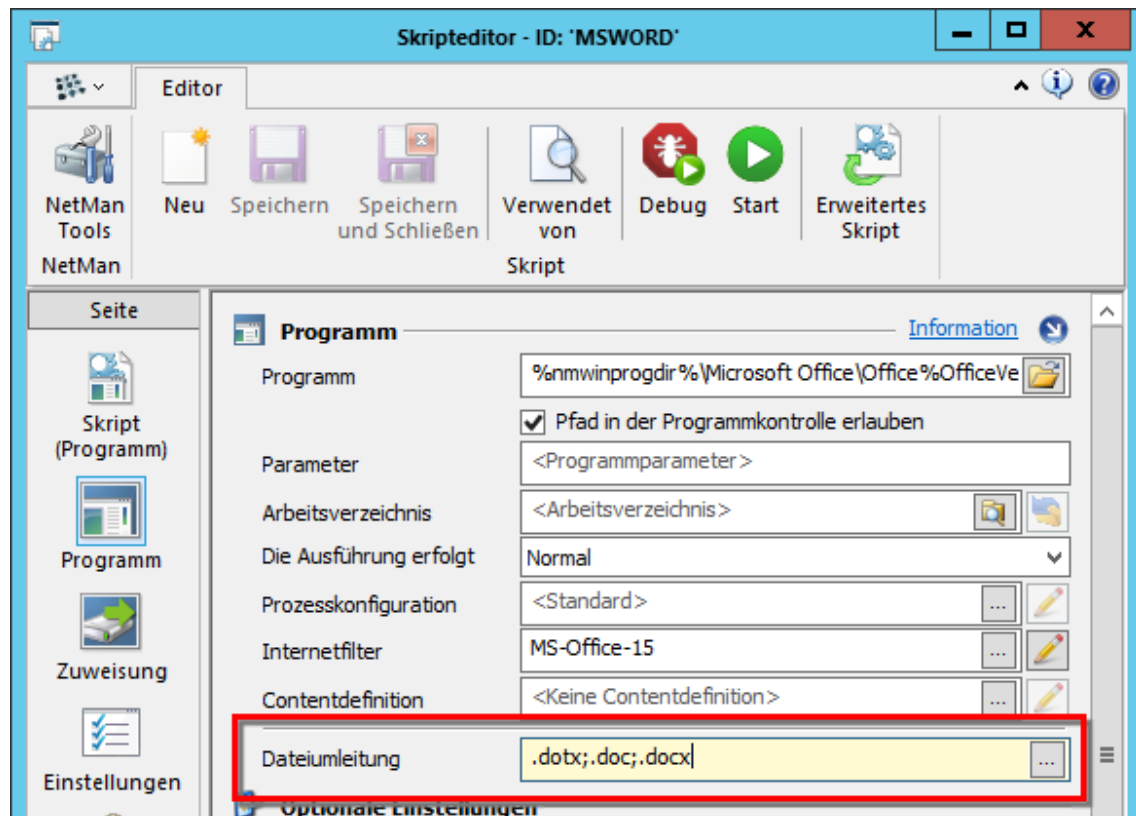 Skripteditor - ID: 'MSWORD'
Editor
NetMan Tools
Neu
Speichern
Speichern und Schließen
Verwendet von
Debug
Start
Erweitertes Skript
NetMan
Skript
Seite
Skript (Programm)
Programm
Zuweisung
Einstellungen
Programm
Information
Programm
%nmwinprogdir%\Microsoft Office\Office%OfficeVe
Pfad in der Programmkontrolle erlauben
Parameter
<Programmparameter>
Arbeitsverzeichnis
<Arbeitsverzeichnis>
Die Ausführung erfolgt
Normal
Prozesskonfiguration
<Standard>
...
Internetfilter
MS-Office-15
...
Contentdefinition
<Keine Contentdefinition>
...
Dateiumleitung
.dotx;.doc;.docx
...
Optionale Einstellungen